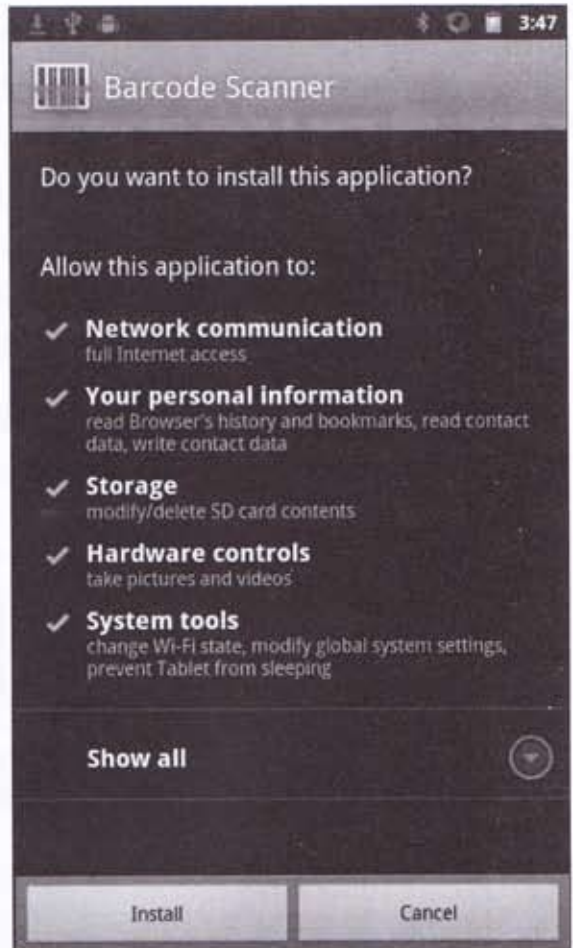 3:47
Barcode Scanner
Do you want to install this application?
Allow this application to:
Network communication
full Internet access
Your personal information
read Browser's history and bookmarks, read contact
data, write contact data
Storage
modify/delete SD card contents
Hardware controls
take pictures and videos
System tools
change Wi-Fi state, modify global system settings,
prevent Tablet from sleeping
Show all
Install
Cancel